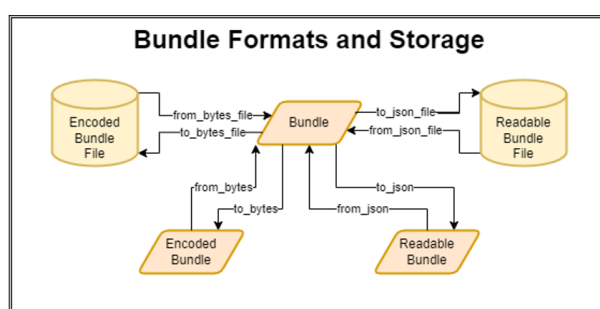 Bundle Formats and Storage
Encoded
Bundle
File
from_bytes_file
to_bytes_file
Bundle
to_json_file
from_json_file
Readable
Bundle
File
from_bytes
to_bytes
to_json
from_json
Encoded
Bundle
Readable
Bundle